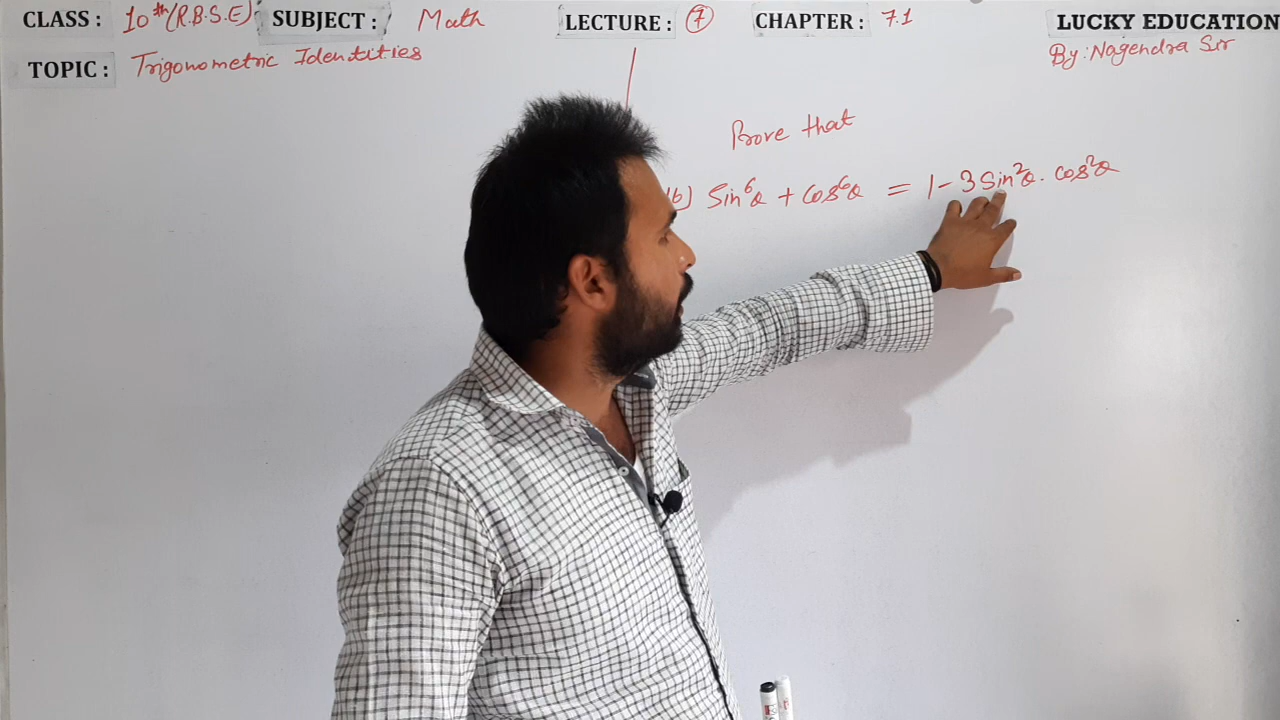 CLASS : 10th (R.B.S.E) SUBJECT : Math LECTURE : 7 CHAPTER : 7.1 LUCKY EDUCATION
TOPIC : Trigonometric Identities By: Nagendra Sir
Prove that
16) Sin⁶θ + cos⁶θ = 1 - 3 Sin²θ . cos²θ